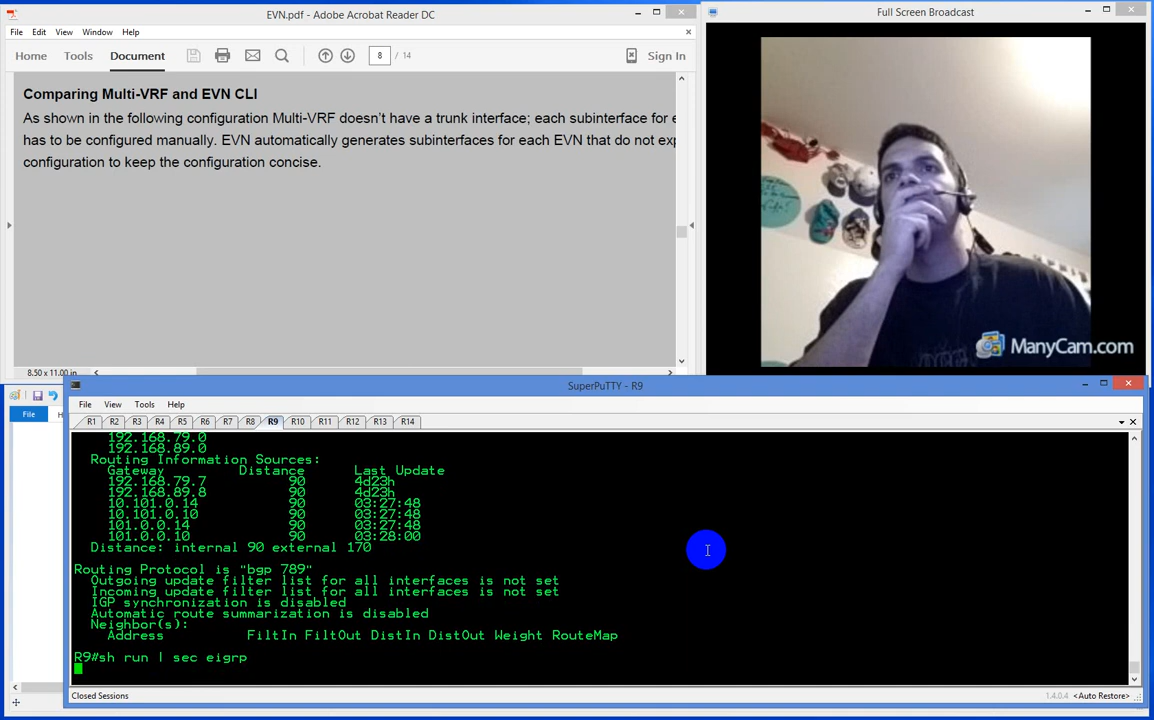 EVN.pdf - Adobe Acrobat Reader DC
File Edit View Window Help
Home Tools Document 8 / 14 Sign In
Comparing Multi-VRF and EVN CLI
As shown in the following configuration Multi-VRF doesn't have a trunk interface; each subinterface for
has to be configured manually. EVN automatically generates subinterfaces for each EVN that do not
configuration to keep the configuration concise.
8.50 x 11.00 in
Full Screen Broadcast
ManyCam.com
File
SuperPuTTY - R9
File View Tools Help
R1 R2 R3 R4 R5 R6 R7 R8 R9 R10 R11 R12 R13 R14
192.168.79.0
192.168.89.0
Routing Information Sources:
Gateway Distance Last Update
192.168.79.7 90 4d23h
192.168.89.8 90 4d23h
10.101.0.14 90 03:27:48
10.101.0.10 90 03:27:48
101.0.0.14 90 03:27:48
101.0.0.10 90 03:28:00
Distance: internal 90 external 170
Routing Protocol is "bgp 789"
Outgoing update filter list for all interfaces is not set
Incoming update filter list for all interfaces is not set
IGP synchronization is disabled
Automatic route summarization is disabled
Neighbor(s):
Address FiltIn FiltOut DistIn DistOut Weight RouteMap
R9#sh run | sec eigrp
Closed Sessions 1.4.0.4 <Auto Restore>